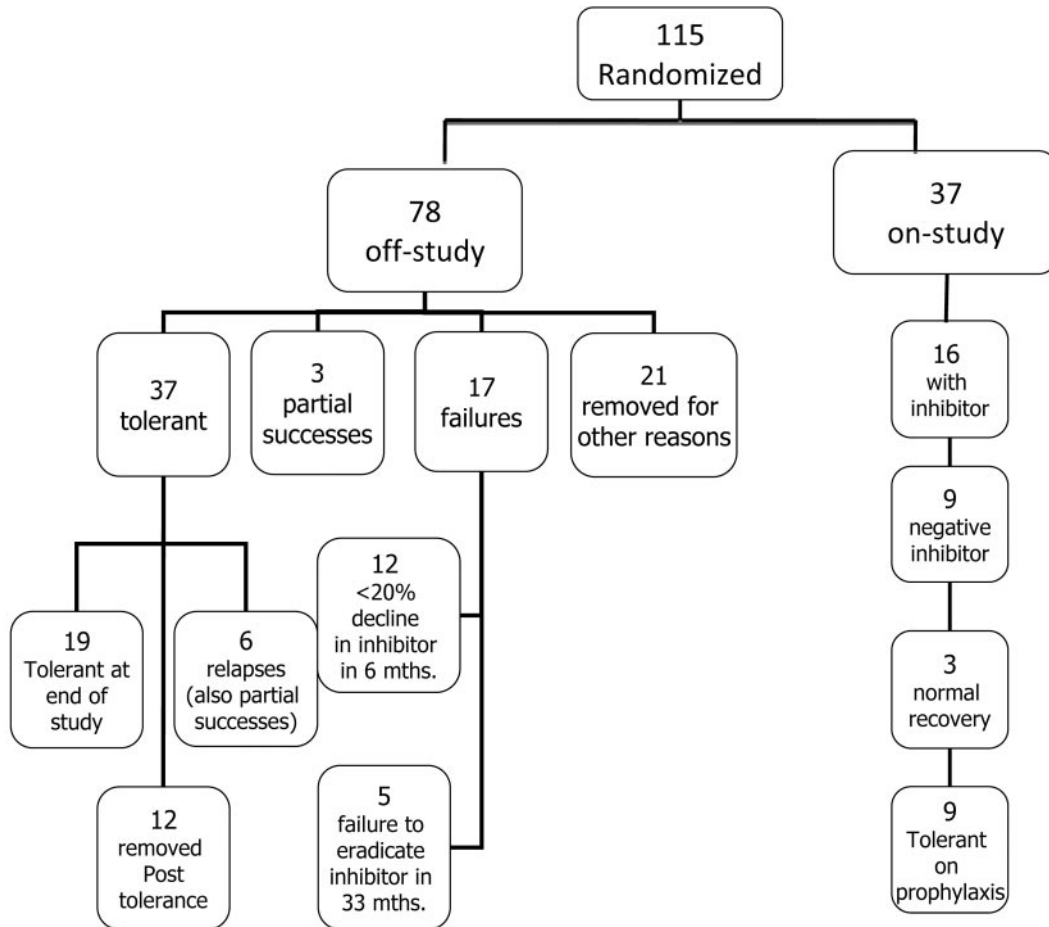 115
Randomized
78
off-study
37
on-study
37
tolerant
3
partial
successes
17
failures
21
removed for
other reasons
16
with
inhibitor
9
negative
inhibitor
12
<20%
decline
in inhibitor
in 6 mths.
19
Tolerant at
end of
study
6
relapses
(also partial
successes)
3
normal
recovery
12
removed
Post
tolerance
5
failure to
eradicate
inhibitor in
33 mths.
9
Tolerant
on
prophylaxis